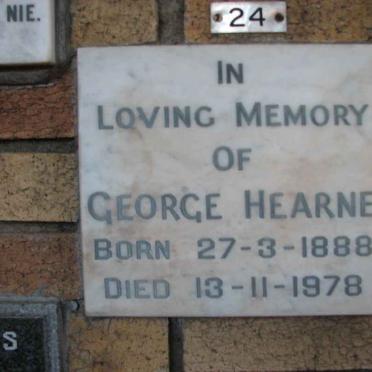 NIE.
24
IN
LOVING MEMORY
OF
GEORGE HEARNE
BORN 27-3-1888
DIED 13-11-1978
S